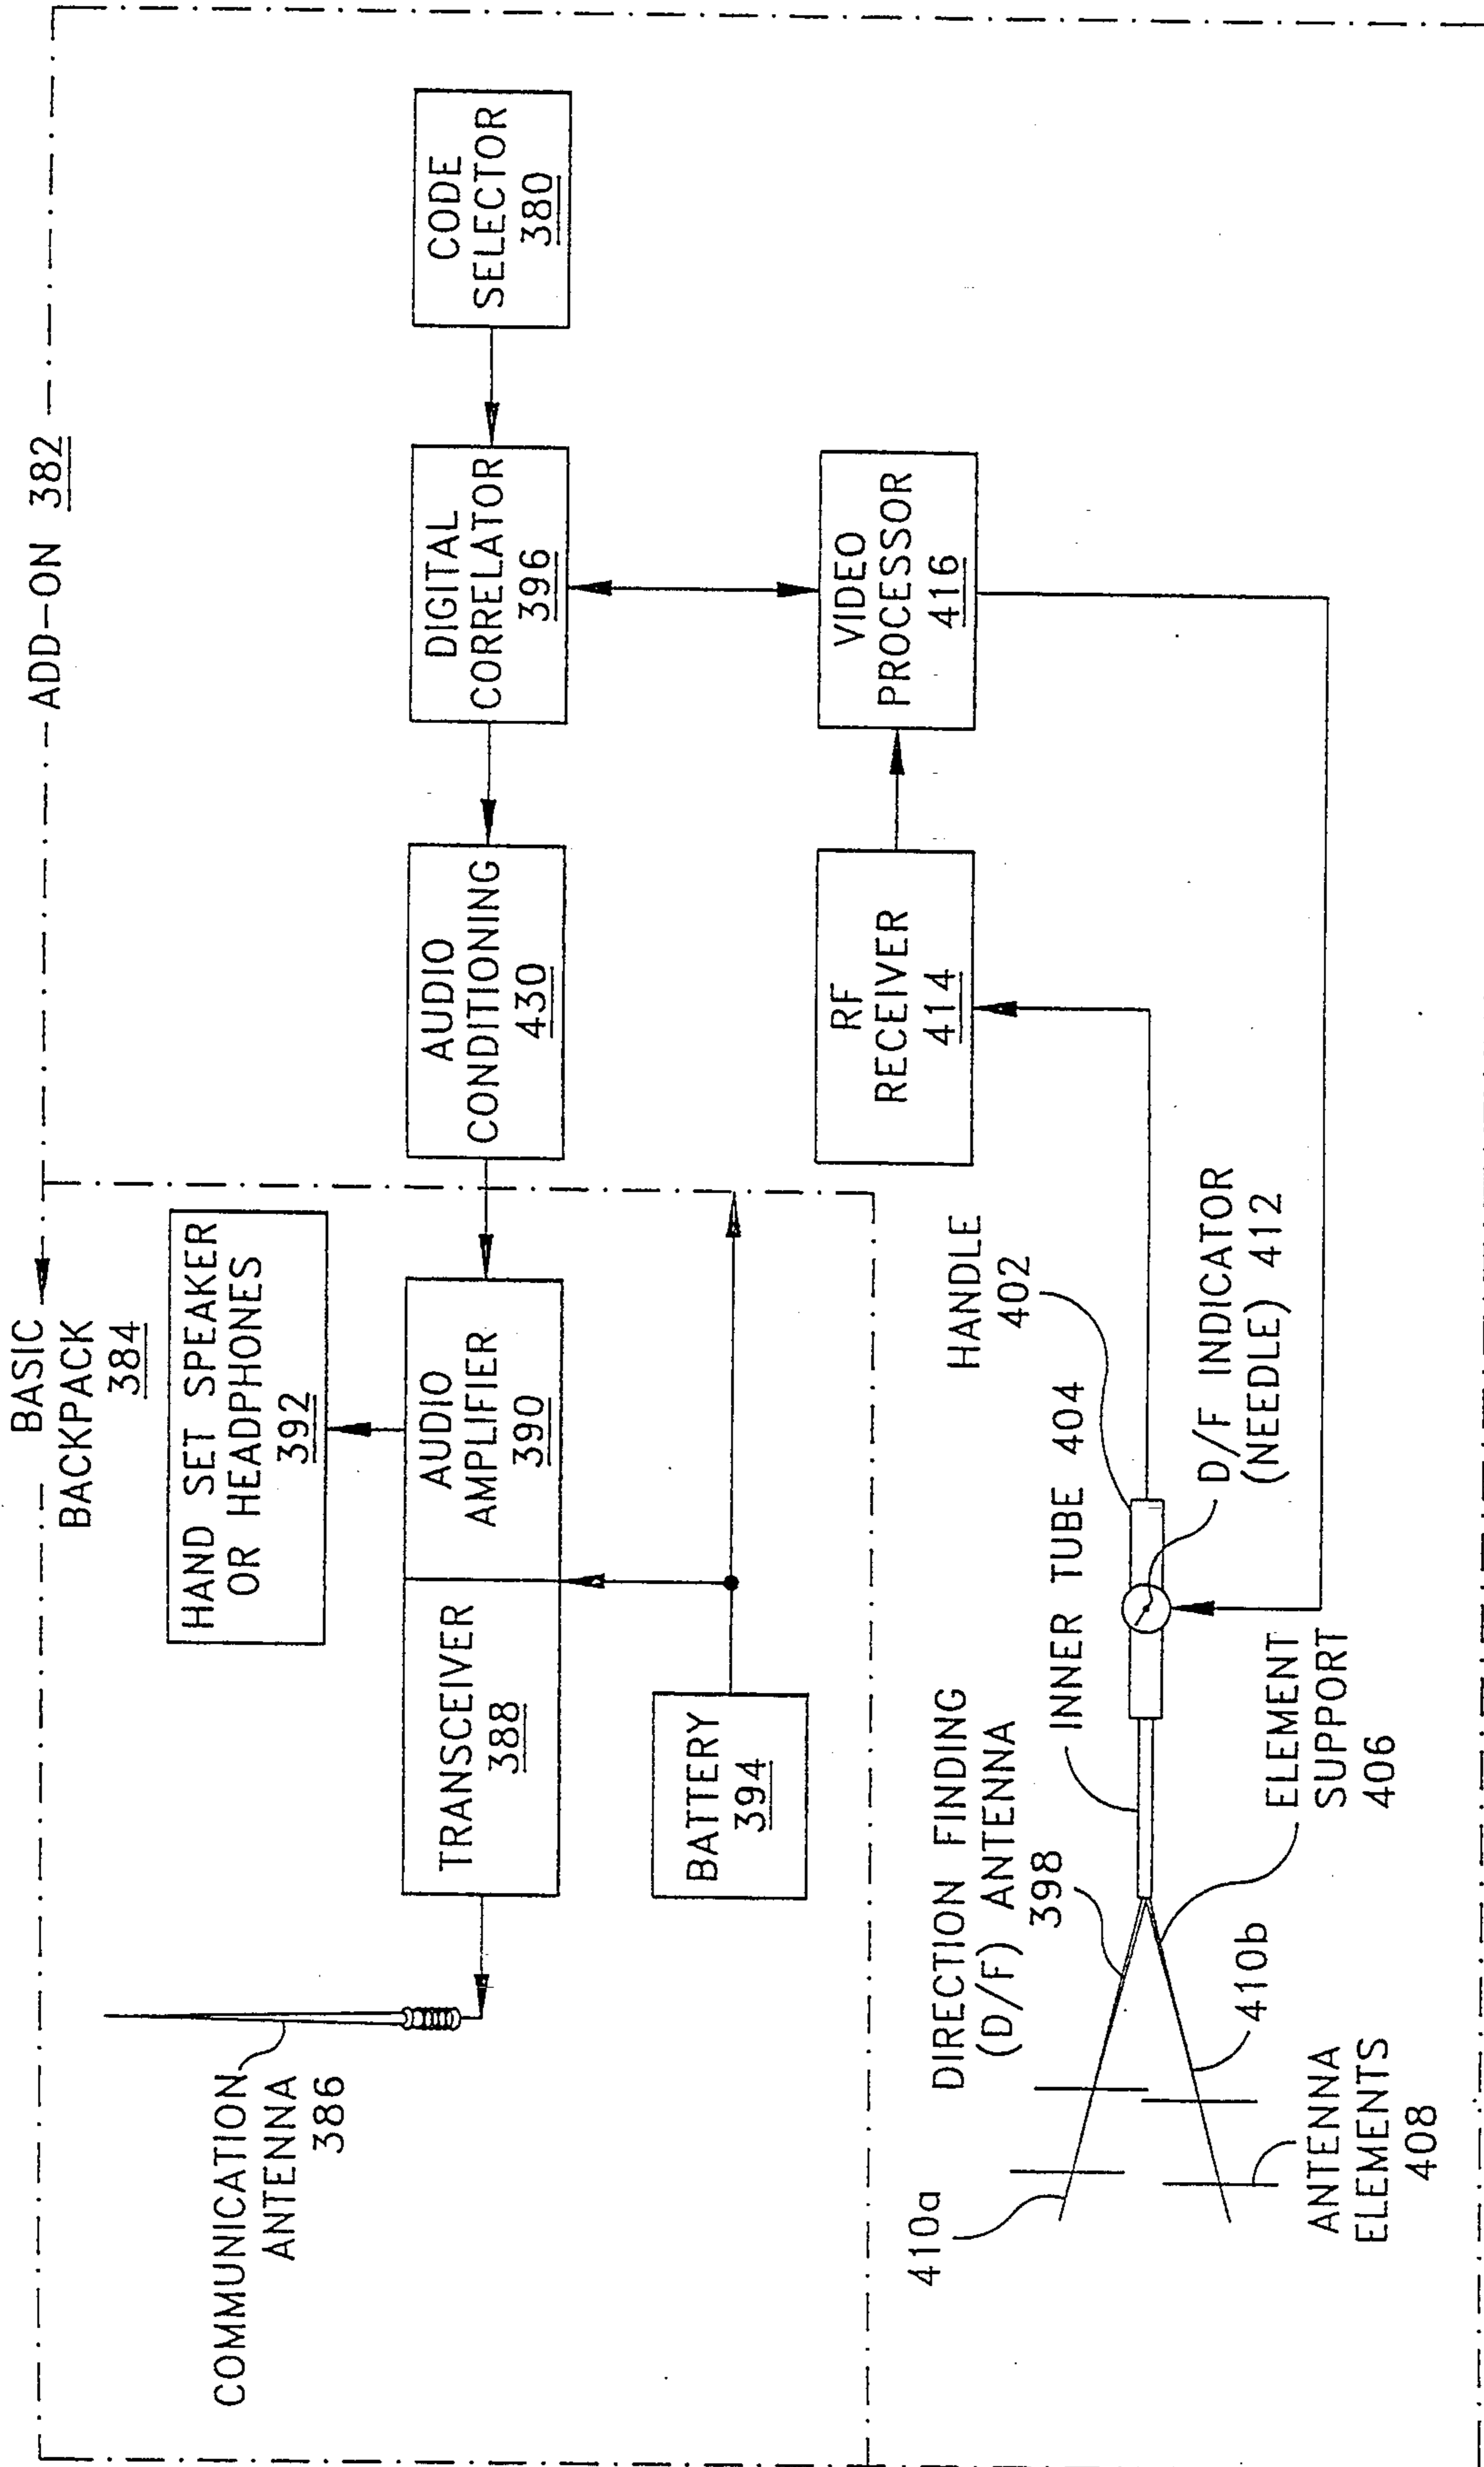 BASIC
BACKPACK
384
ADD-ON 382
COMMUNICATION
ANTENNA
386
HAND SET SPEAKER
OR HEADPHONES
392
TRANSCEIVER
388
AUDIO
AMPLIFIER
390
AUDIO
CONDITIONING
430
DIGITAL
CORRELATOR
396
CODE
SELECTOR
380
BATTERY
394
RF
RECEIVER
414
VIDEO
PROCESSOR
416
DIRECTION FINDING
(D/F) ANTENNA
398
INNER TUBE 404
HANDLE
402
D/F INDICATOR
(NEEDLE) 412
ELEMENT
SUPPORT
406
410a
410b
ANTENNA
ELEMENTS
408